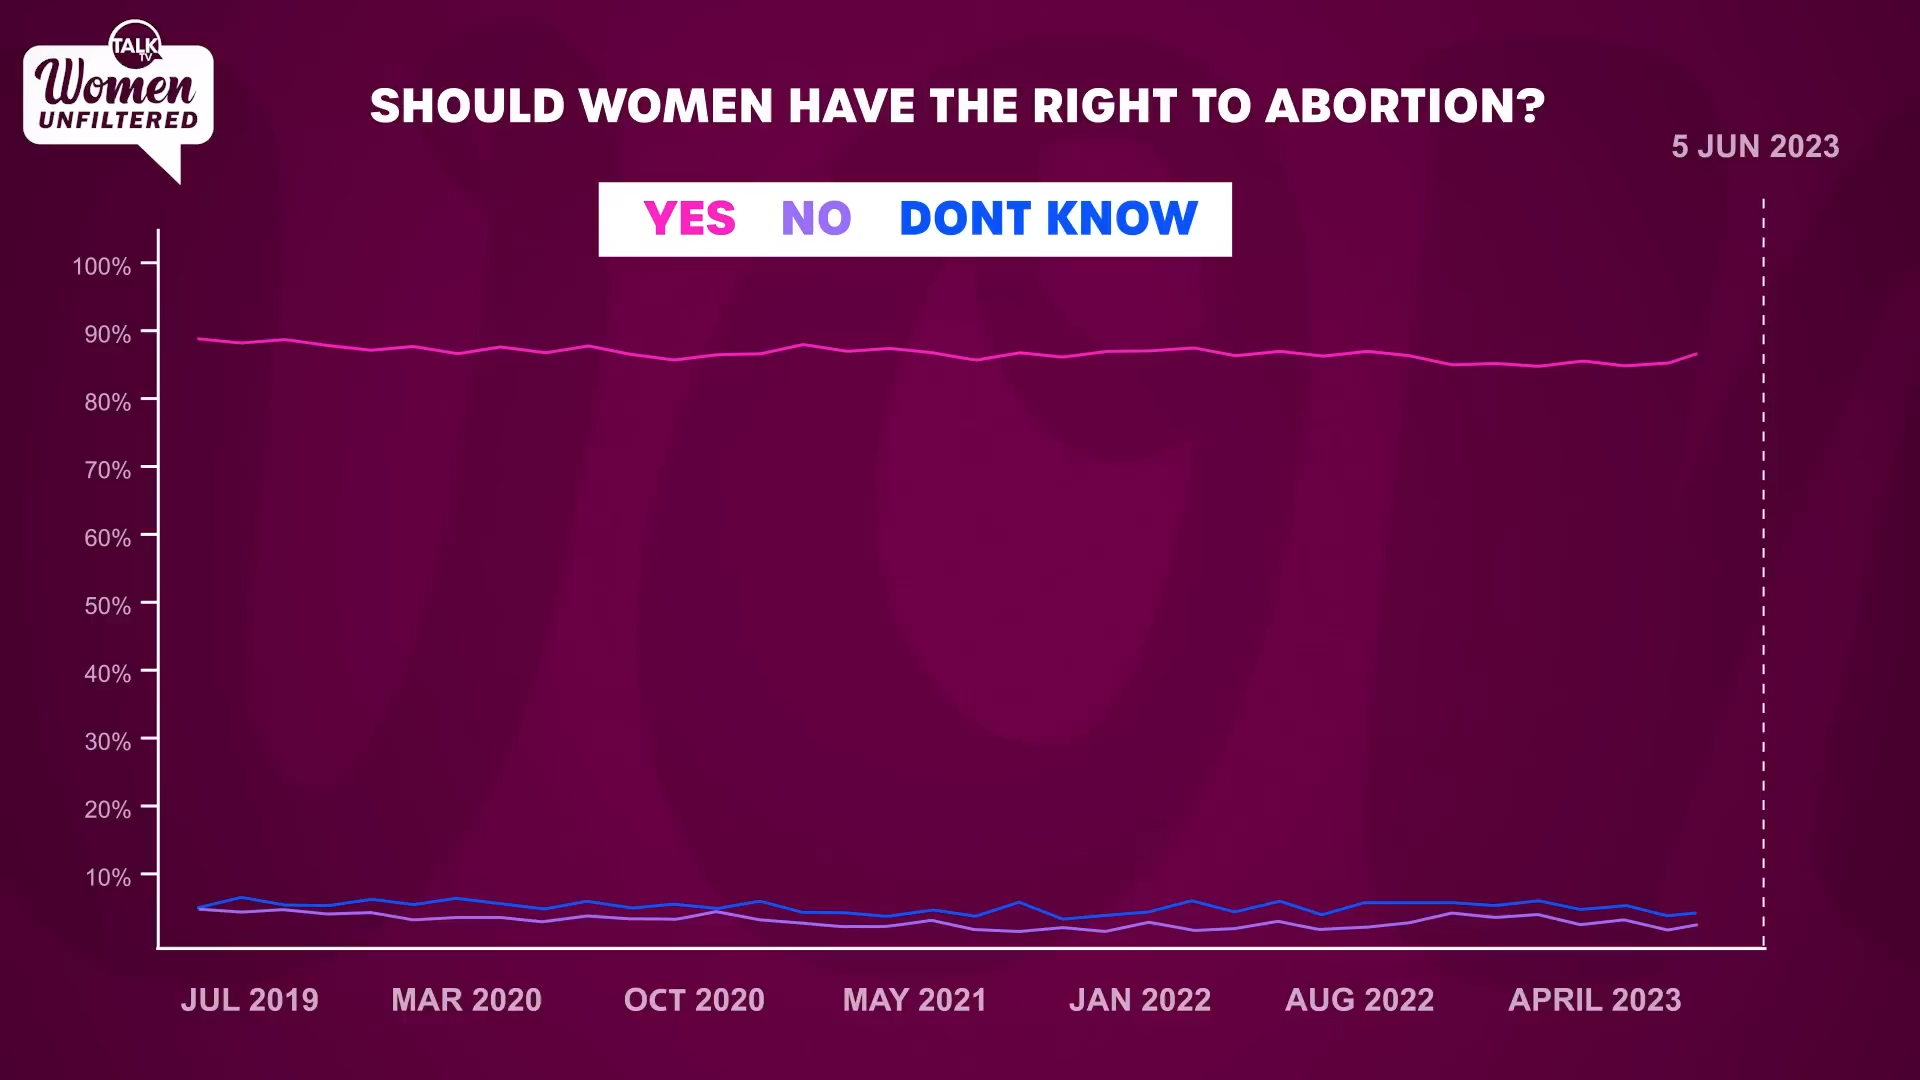 TALK
TV
Women
UNFILTERED
SHOULD WOMEN HAVE THE RIGHT TO ABORTION?
5 JUN 2023
YES NO DONT KNOW
100%
90%
80%
70%
60%
50%
40%
30%
20%
10%
JUL 2019 MAR 2020 OCT 2020 MAY 2021 JAN 2022 AUG 2022 APRIL 2023